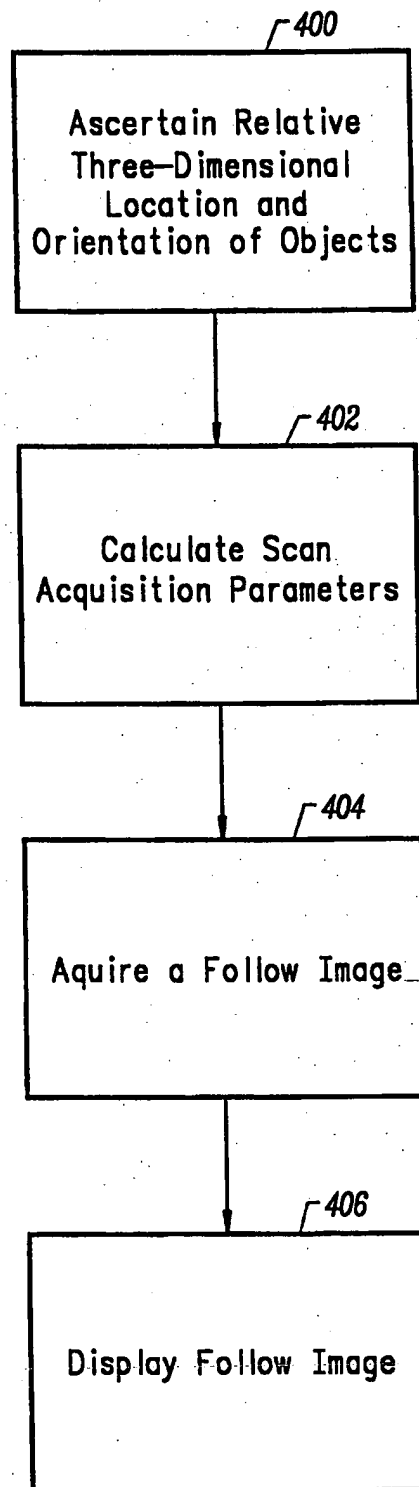 400
Ascertain Relative
Three-Dimensional
Location and
Orientation of Objects
402
Calculate Scan
Acquisition Parameters
404
Aquire a Follow Image
406
Display Follow Image